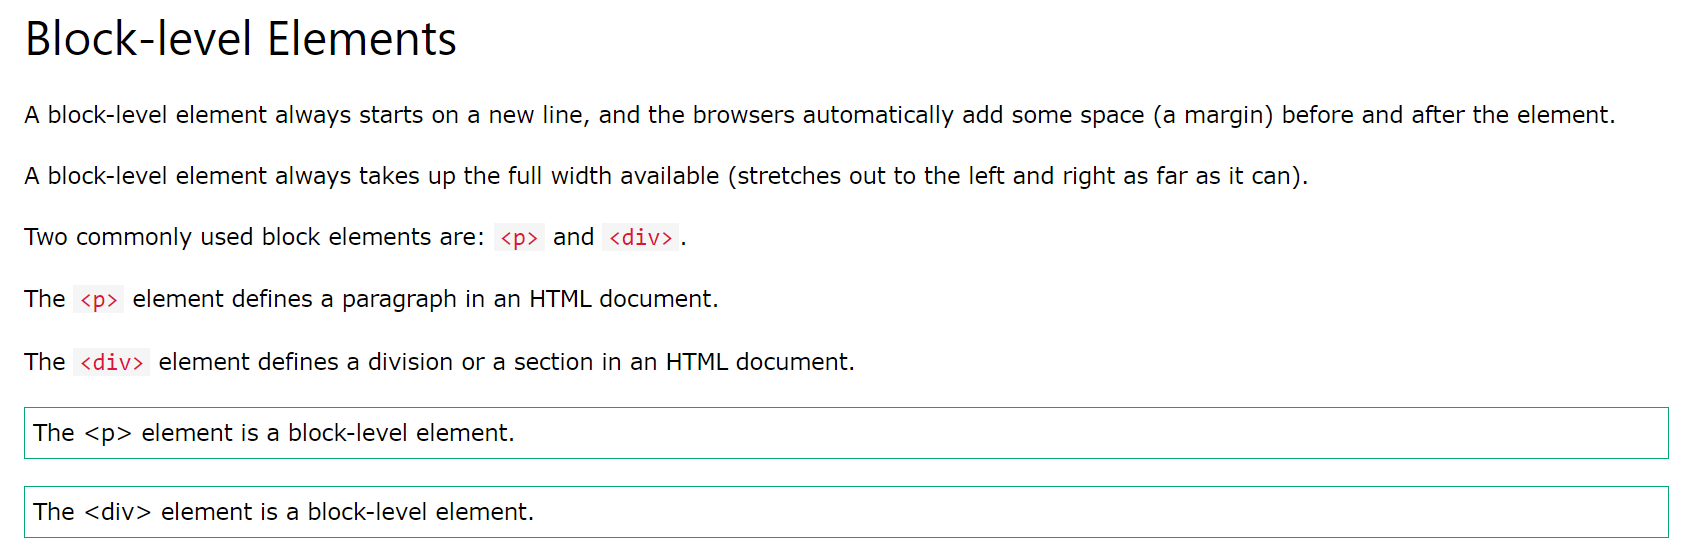 Block-level Elements
A block-level element always starts on a new line, and the browsers automatically add some space (a margin) before and after the element.
A block-level element always takes up the full width available (stretches out to the left and right as far as it can).
Two commonly used block elements are: <p> and <div>.
The <p> element defines a paragraph in an HTML document.
The <div> element defines a division or a section in an HTML document.
The <p> element is a block-level element.
The <div> element is a block-level element.